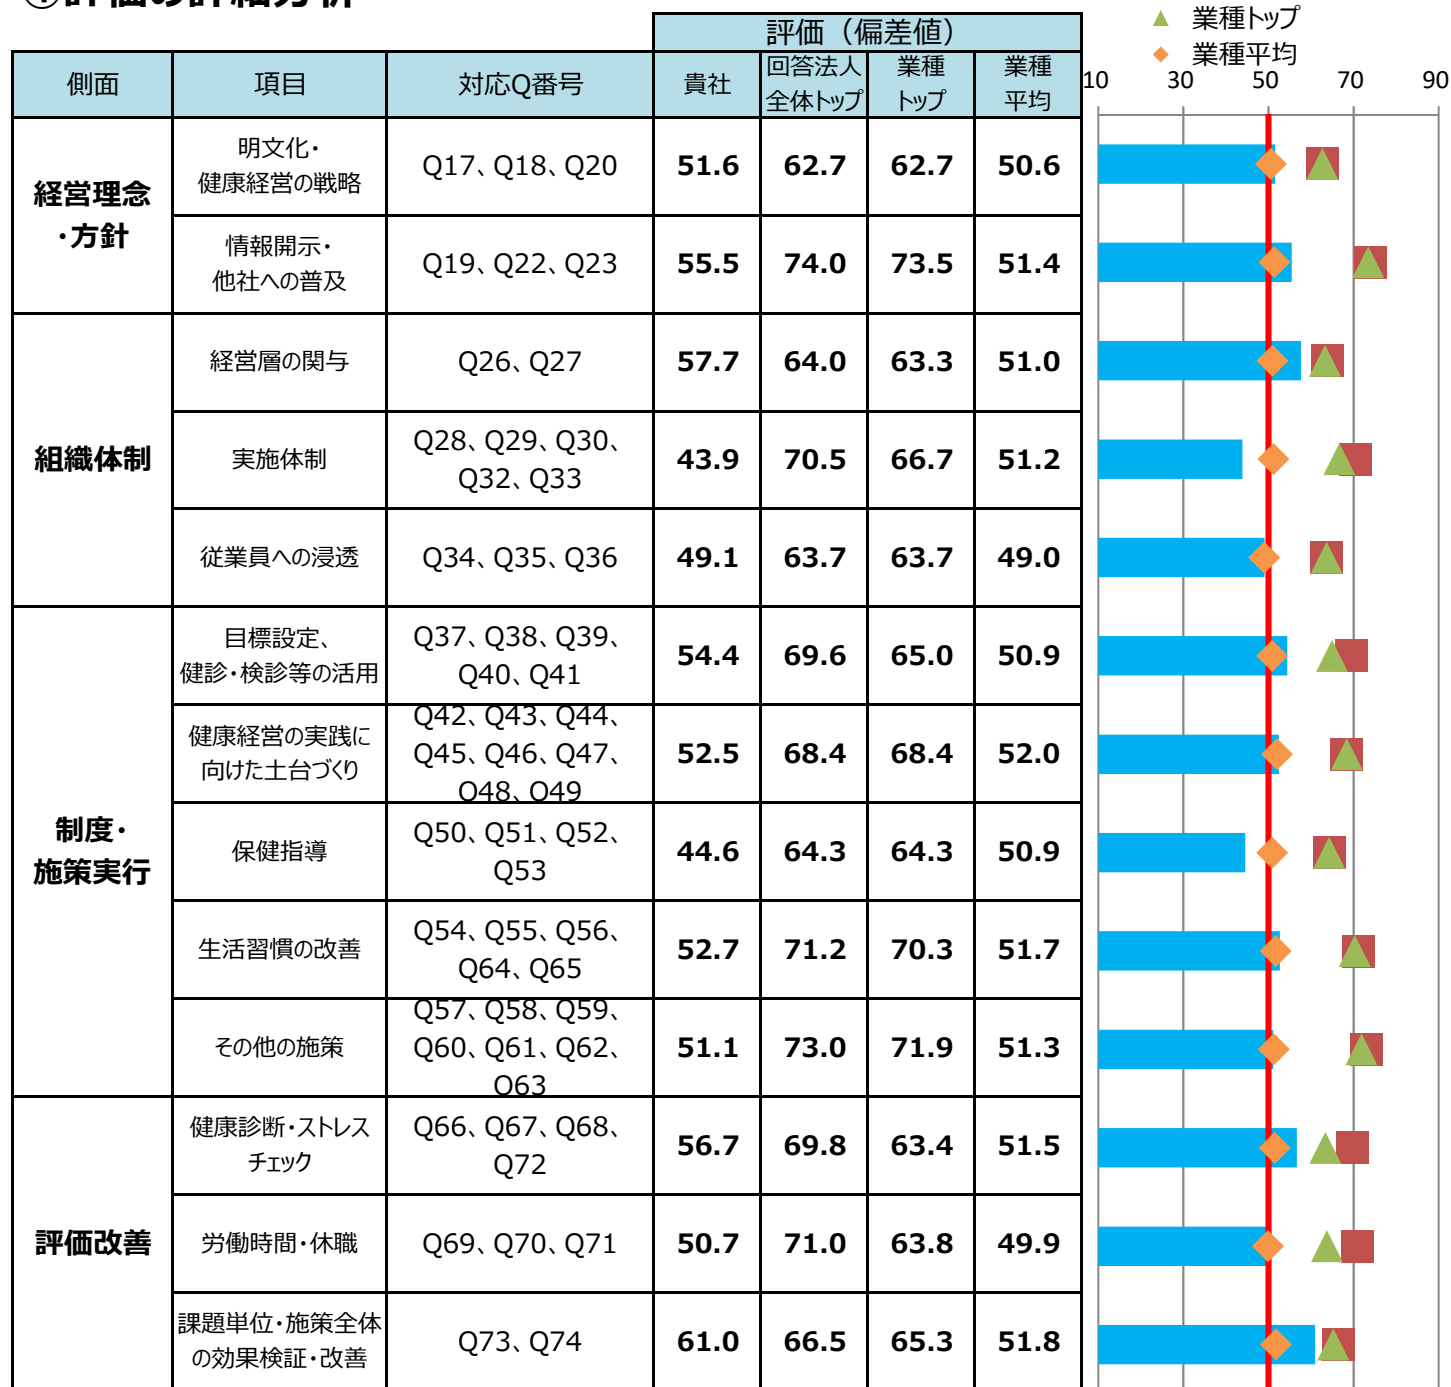 評価（偏差値）
側面 項目 対応Q番号 貴社 回答法人 業種 業種
全体トップ トップ 平均
▲ 業種トップ
◆ 業種平均
10 30 50 70 90
経営理念
・方針
明文化・
健康経営の戦略
Q17、Q18、Q20
51.6 62.7 62.7 50.6
情報開示・
他社への普及
Q19、Q22、Q23
55.5 74.0 73.5 51.4
組織体制
経営層の関与
Q26、Q27
57.7 64.0 63.3 51.0
実施体制
Q28、Q29、Q30、
Q32、Q33
43.9 70.5 66.7 51.2
従業員への浸透
Q34、Q35、Q36
49.1 63.7 63.7 49.0
制度・
施策実行
目標設定、
健診・検診等の活用
Q37、Q38、Q39、
Q40、Q41
54.4 69.6 65.0 50.9
健康経営の実践に
向けた土台づくり
Q42、Q43、Q44、
Q45、Q46、Q47、
Q48、Q49
52.5 68.4 68.4 52.0
保健指導
Q50、Q51、Q52、
Q53
44.6 64.3 64.3 50.9
生活習慣の改善
Q54、Q55、Q56、
Q64、Q65
52.7 71.2 70.3 51.7
その他の施策
Q57、Q58、Q59、
Q60、Q61、Q62、
Q63
51.1 73.0 71.9 51.3
評価改善
健康診断・ストレス
チェック
Q66、Q67、Q68、
Q72
56.7 69.8 63.4 51.5
労働時間・休職
Q69、Q70、Q71
50.7 71.0 63.8 49.9
課題単位・施策全体
の効果検証・改善
Q73、Q74
61.0 66.5 65.3 51.8